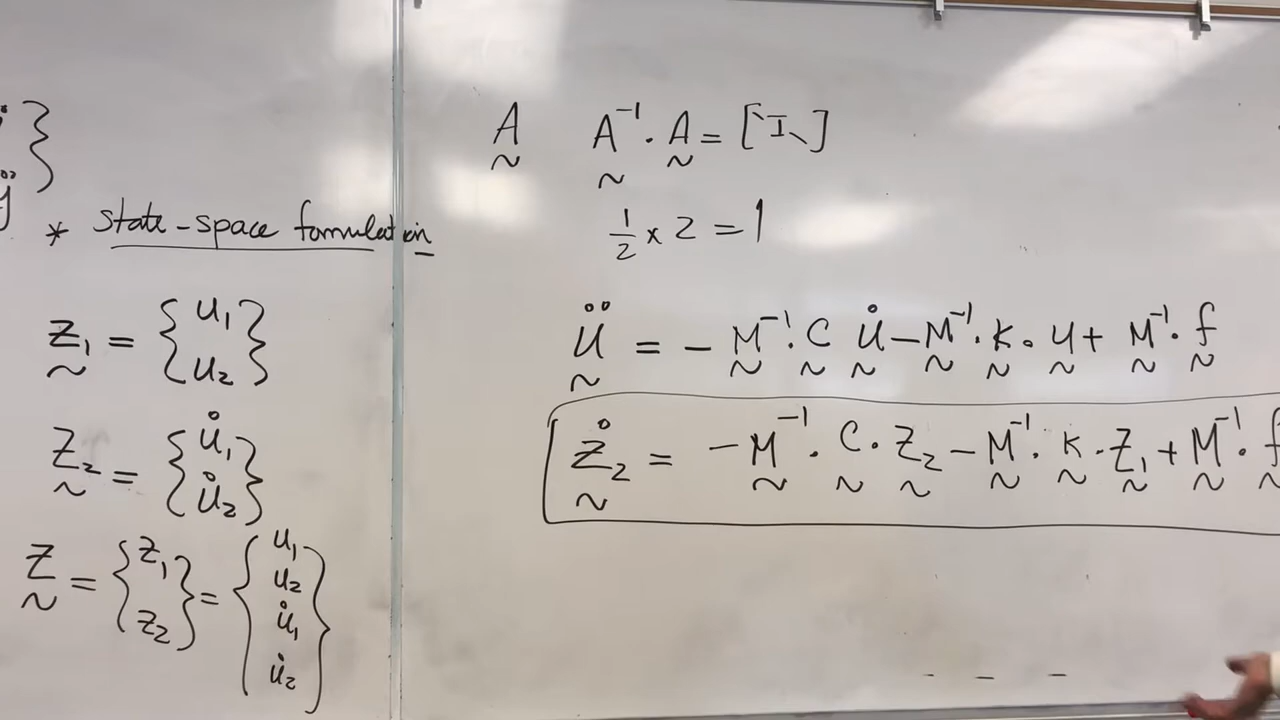 }
ÿ
* state-space formulation
Z₁ = { u₁ u₂ }
~
Z₂ = { u̇₁ u̇₂ }
~
Z = { Z₁ Z₂ } = { u₁ u₂ u̇₁ u̇₂ }
~
A A⁻¹ . A = [`I、]
~ ~ ~
1/2 x 2 = 1
ü = - M⁻¹ . C u̇ - M⁻¹ . K . u + M⁻¹ . f
~ ~ ~ ~ ~ ~ ~ ~ ~
Ż₂ = - M⁻¹ . C . Z₂ - M⁻¹ . K . Z₁ + M⁻¹ . f
~ ~ ~ ~ ~ ~ ~ ~ ~
- - -